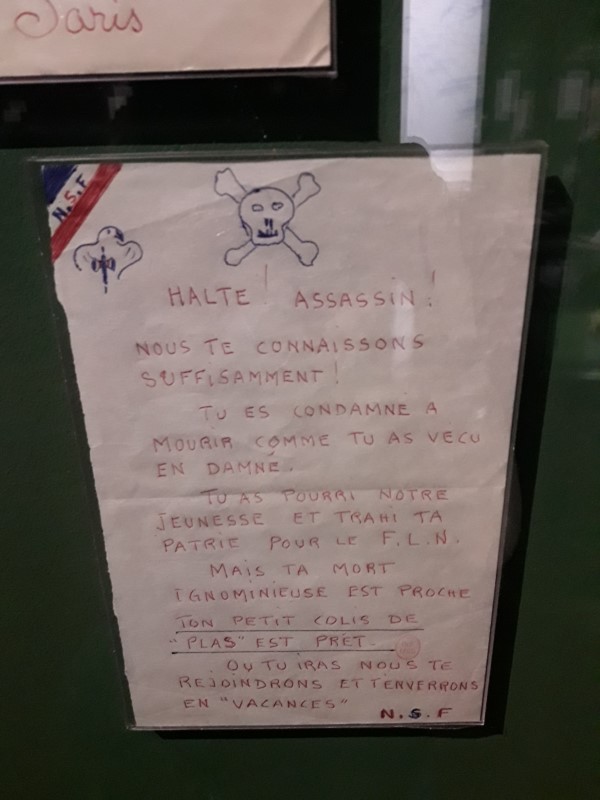 Paris
N.S.F
HALTE! ASSASSIN!
NOUS TE CONNAISSONS
SUFFISAMMENT!
TU ES CONDAMNE A
MOURIR COMME TU AS VECU
EN DAMNÉ.
TU AS POURRI NOTRE
JEUNESSE ET TRAHI TA
PATRIE POUR LE F.L.N.
MAIS TA MORT
IGNOMINIEUSE EST PROCHE
TON PETIT COLIS DE
"PLAS" EST PRET
OU TU IRAS NOUS TE
REJOINDRONS ET T'ENVERRONS
EN "VACANCES"
N.S.F